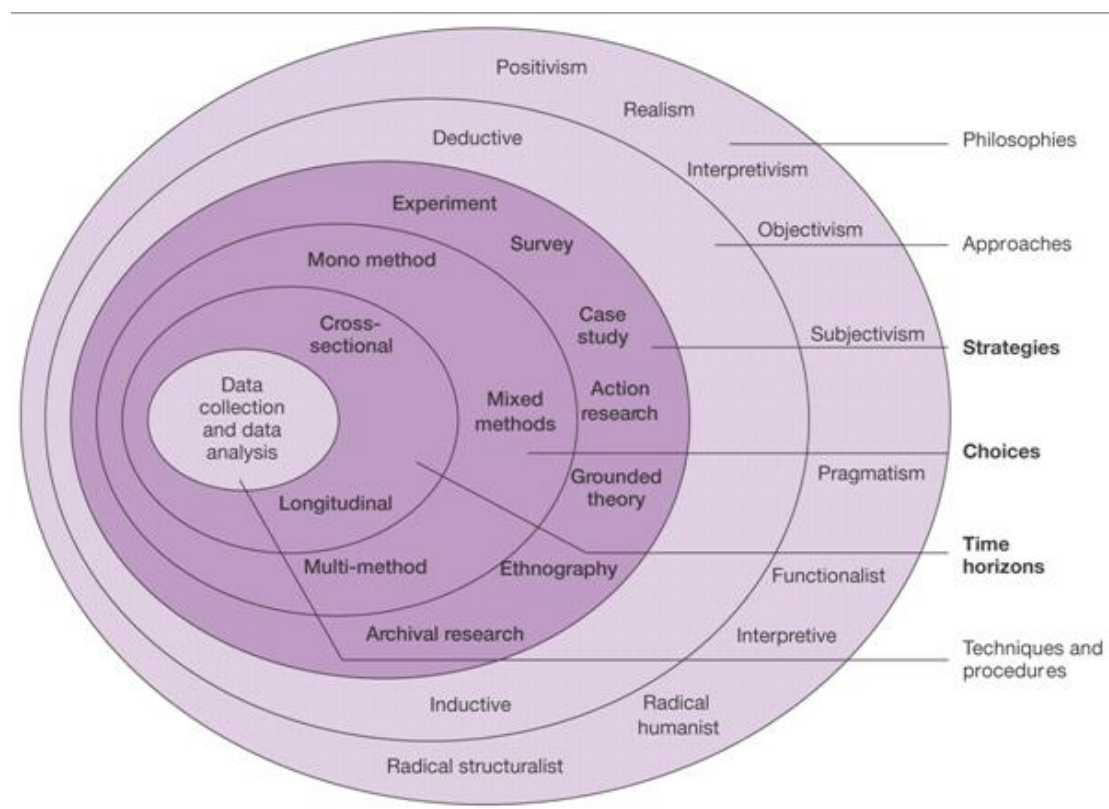 Positivism
Realism
Philosophies
Deductive
Interpretivism
Experiment
Objectivism
Survey
Approaches
Mono method
Case
study
Cross-
sectional
Subjectivism
Strategies
Data
collection
and data
analysis
Mixed
methods
Action
research
Choices
Grounded
theory
Pragmatism
Longitudinal
Time
horizons
Multi-method
Ethnography
Functionalist
Archival research
Interpretive
Techniques and
procedures
Inductive
Radical
humanist
Radical structuralist